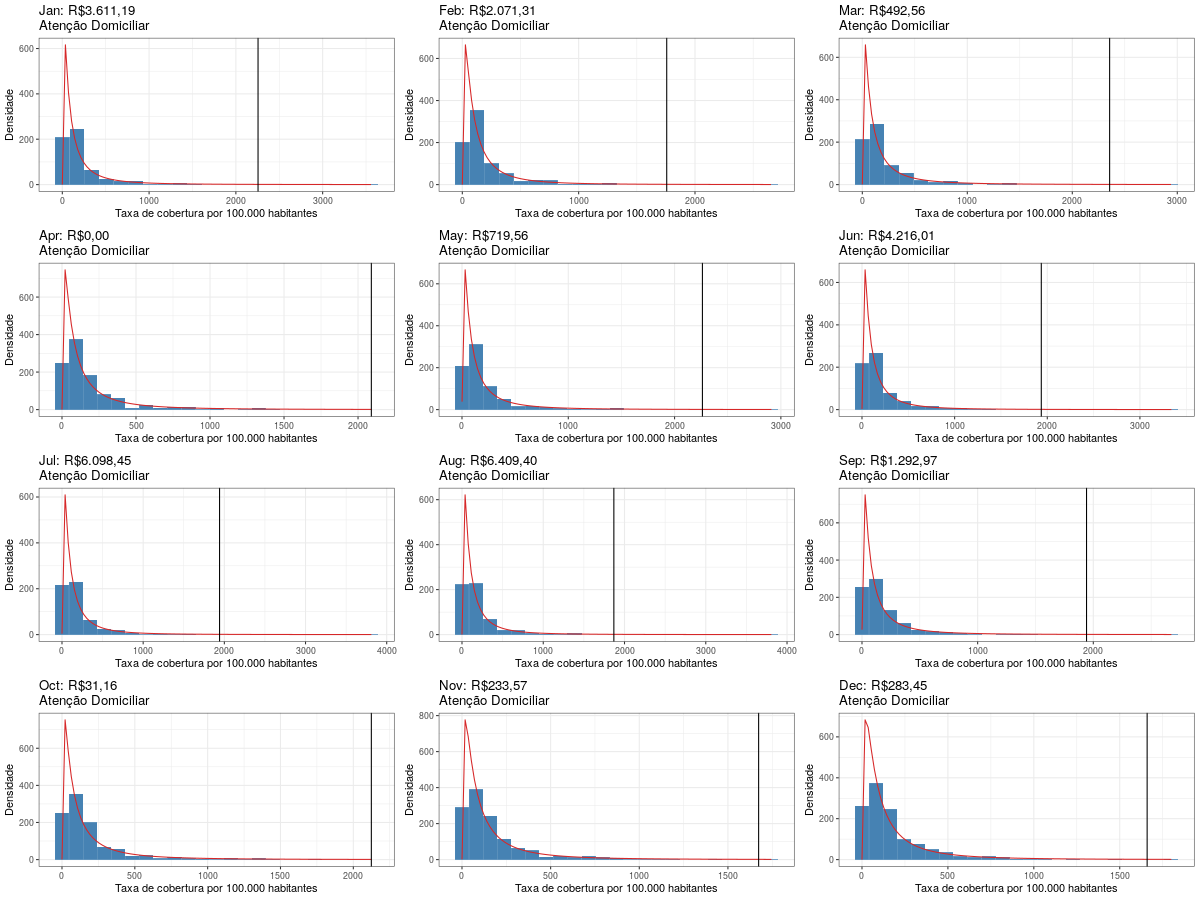 Jan: R$3.611,19
Atenção Domiciliar
600
400
200
0
Densidade
0 1000 2000 3000
Taxa de cobertura por 100.000 habitantes
Feb: R$2.071,31
Atenção Domiciliar
600
400
200
0
Densidade
0 1000 2000
Taxa de cobertura por 100.000 habitantes
Mar: R$492,56
Atenção Domiciliar
600
400
200
0
Densidade
0 1000 2000 3000
Taxa de cobertura por 100.000 habitantes
Apr: R$0,00
Atenção Domiciliar
600
400
200
0
Densidade
0 500 1000 1500 2000
Taxa de cobertura por 100.000 habitantes
May: R$719,56
Atenção Domiciliar
600
400
200
0
Densidade
0 1000 2000 3000
Taxa de cobertura por 100.000 habitantes
Jun: R$4.216,01
Atenção Domiciliar
600
400
200
0
Densidade
0 1000 2000 3000
Taxa de cobertura por 100.000 habitantes
Jul: R$6.098,45
Atenção Domiciliar
600
400
200
0
Densidade
0 1000 2000 3000 4000
Taxa de cobertura por 100.000 habitantes
Aug: R$6.409,40
Atenção Domiciliar
600
400
200
0
Densidade
0 1000 2000 3000 4000
Taxa de cobertura por 100.000 habitantes
Sep: R$1.292,97
Atenção Domiciliar
600
400
200
0
Densidade
0 1000 2000
Taxa de cobertura por 100.000 habitantes
Oct: R$31,16
Atenção Domiciliar
600
400
200
0
Densidade
0 500 1000 1500 2000
Taxa de cobertura por 100.000 habitantes
Nov: R$233,57
Atenção Domiciliar
800
600
400
200
0
Densidade
0 500 1000 1500
Taxa de cobertura por 100.000 habitantes
Dec: R$283,45
Atenção Domiciliar
600
400
200
0
Densidade
0 500 1000 1500
Taxa de cobertura por 100.000 habitantes